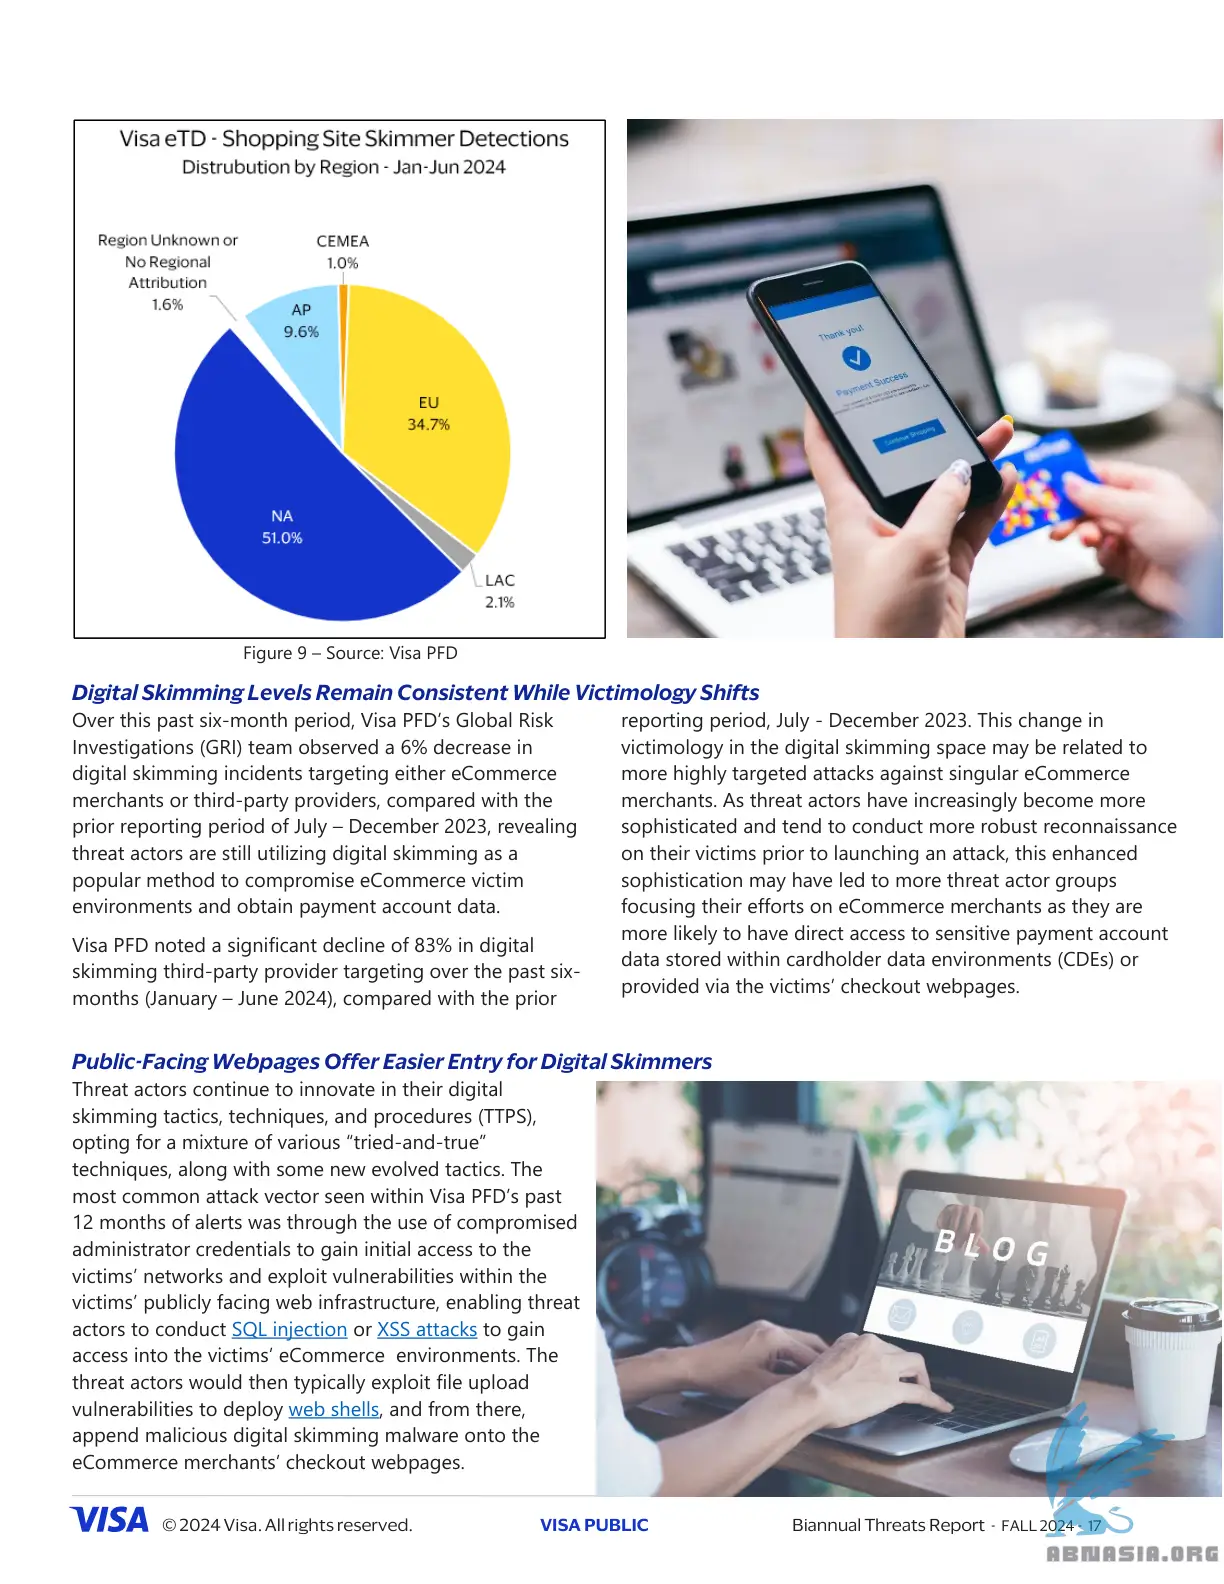 Visa eTD - Shopping Site Skimmer Detections
Distrubution by Region - Jan-Jun 2024
Region Unknown or
No Regional
Attribution
1.6%
CEMEA
1.0%
AP
9.6%
EU
34.7%
NA
51.0%
LAC
2.1%
Thank you!
Payment Success
Continue Shopping
Figure 9 – Source: Visa PFD
Digital Skimming Levels Remain Consistent While Victimology Shifts
Over this past six-month period, Visa PFD’s Global Risk
Investigations (GRI) team observed a 6% decrease in
digital skimming incidents targeting either eCommerce
merchants or third-party providers, compared with the
prior reporting period of July – December 2023, revealing
threat actors are still utilizing digital skimming as a
popular method to compromise eCommerce victim
environments and obtain payment account data.
Visa PFD noted a significant decline of 83% in digital
skimming third-party provider targeting over the past six-
months (January – June 2024), compared with the prior
reporting period, July - December 2023. This change in
victimology in the digital skimming space may be related to
more highly targeted attacks against singular eCommerce
merchants. As threat actors have increasingly become more
sophisticated and tend to conduct more robust reconnaissance
on their victims prior to launching an attack, this enhanced
sophistication may have led to more threat actor groups
focusing their efforts on eCommerce merchants as they are
more likely to have direct access to sensitive payment account
data stored within cardholder data environments (CDEs) or
provided via the victims’ checkout webpages.
Public-Facing Webpages Offer Easier Entry for Digital Skimmers
Threat actors continue to innovate in their digital
skimming tactics, techniques, and procedures (TTPS),
opting for a mixture of various “tried-and-true”
techniques, along with some new evolved tactics. The
most common attack vector seen within Visa PFD’s past
12 months of alerts was through the use of compromised
administrator credentials to gain initial access to the
victims’ networks and exploit vulnerabilities within the
victims’ publicly facing web infrastructure, enabling threat
actors to conduct SQL injection or XSS attacks to gain
access into the victims’ eCommerce environments. The
threat actors would then typically exploit file upload
vulnerabilities to deploy web shells, and from there,
append malicious digital skimming malware onto the
eCommerce merchants’ checkout webpages.
BLOG
VISA © 2024 Visa. All rights reserved. VISA PUBLIC Biannual Threats Report - FALL 2024 - 17
ABNASIA.ORG